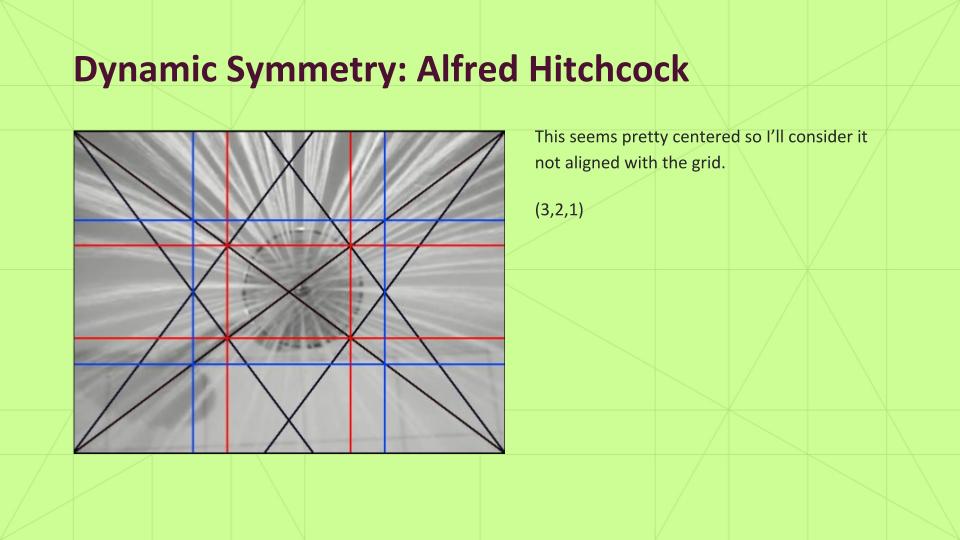 Dynamic Symmetry: Alfred Hitchcock
This seems pretty centered so I’ll consider it
not aligned with the grid.
(3,2,1)